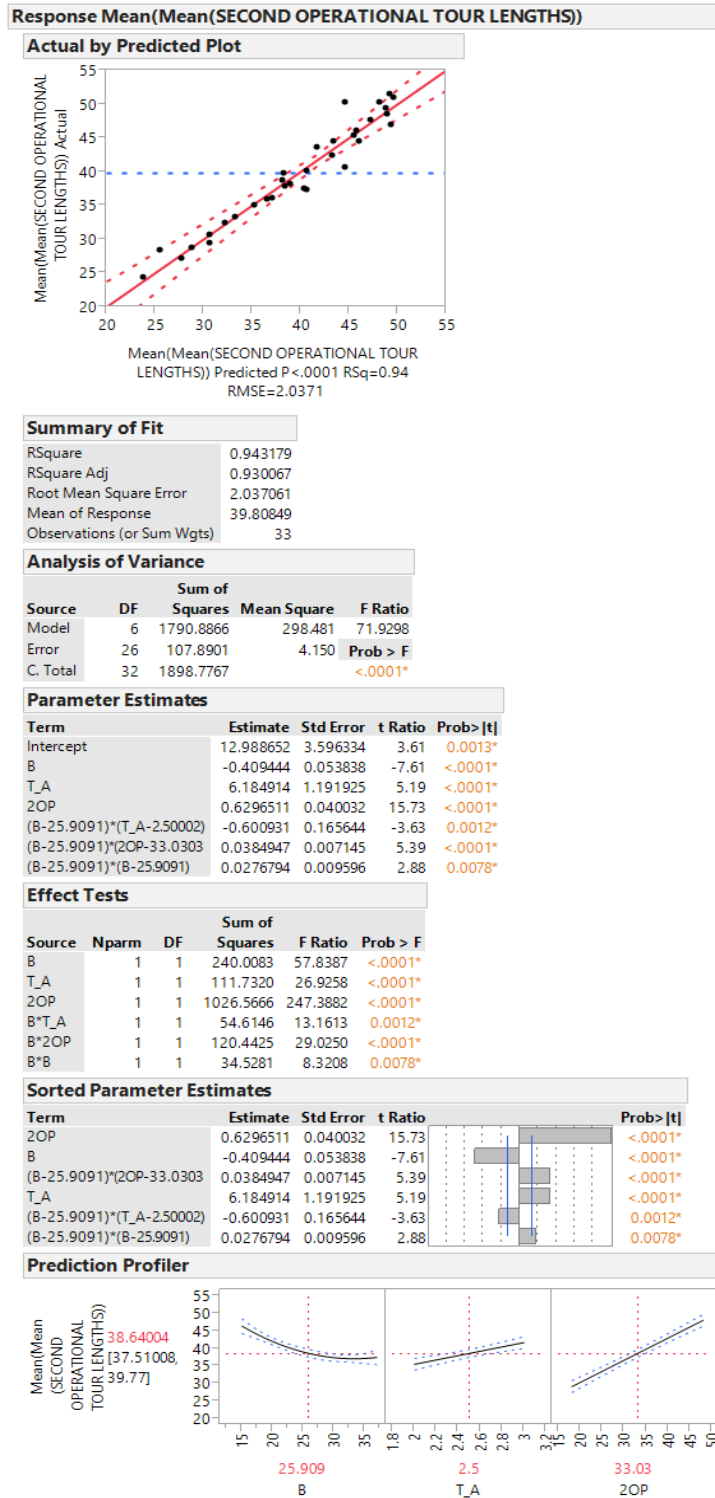 Response Mean(Mean(SECOND OPERATIONAL TOUR LENGTHS))
Actual by Predicted Plot
Mean(Mean(SECOND OPERATIONAL
TOUR LENGTHS)) Actual
55
50
45
40
35
30
25
20
20 25 30 35 40 45 50 55
Mean(Mean(SECOND OPERATIONAL TOUR
LENGTHS)) Predicted P<.0001 RSq=0.94
RMSE=2.0371
Summary of Fit
RSquare 0.943179
RSquare Adj 0.930067
Root Mean Square Error 2.037061
Mean of Response 39.80849
Observations (or Sum Wgts) 33
Analysis of Variance
Sum of
Source DF Squares Mean Square F Ratio
Model 6 1790.8866 298.481 71.9298
Error 26 107.8901 4.150 Prob > F
C. Total 32 1898.7767 <.0001*
Parameter Estimates
Term Estimate Std Error t Ratio Prob>|t|
Intercept 12.988652 3.596334 3.61 0.0013*
B -0.409444 0.053838 -7.61 <.0001*
T_A 6.184914 1.191925 5.19 <.0001*
2OP 0.6296511 0.040032 15.73 <.0001*
(B-25.9091)*(T_A-2.50002) -0.600931 0.165644 -3.63 0.0012*
(B-25.9091)*(2OP-33.0303 0.0384947 0.007145 5.39 <.0001*
(B-25.9091)*(B-25.9091) 0.0276794 0.009596 2.88 0.0078*
Effect Tests
Sum of
Source Nparm DF Squares F Ratio Prob > F
B 1 1 240.0083 57.8387 <.0001*
T_A 1 1 111.7320 26.9258 <.0001*
2OP 1 1 1026.5666 247.3882 <.0001*
B*T_A 1 1 54.6146 13.1613 0.0012*
B*2OP 1 1 120.4425 29.0250 <.0001*
B*B 1 1 34.5281 8.3208 0.0078*
Sorted Parameter Estimates
Term Estimate Std Error t Ratio Prob>|t|
2OP 0.6296511 0.040032 15.73 <.0001*
B -0.409444 0.053838 -7.61 <.0001*
(B-25.9091)*(2OP-33.0303 0.0384947 0.007145 5.39 <.0001*
T_A 6.184914 1.191925 5.19 <.0001*
(B-25.9091)*(T_A-2.50002) -0.600931 0.165644 -3.63 0.0012*
(B-25.9091)*(B-25.9091) 0.0276794 0.009596 2.88 0.0078*
Prediction Profiler
Mean(Mean
(SECOND
OPERATIONAL
TOUR LENGTHS))
38.64004
[37.51008,
39.77]
55
50
45
40
35
30
25
20
15 20 25 30 35 1.8 2 2.2 2.4 2.6 2.8 3 3.2 15 20 25 30 35 40 45 50
25.909 2.5 33.03
B T_A 2OP